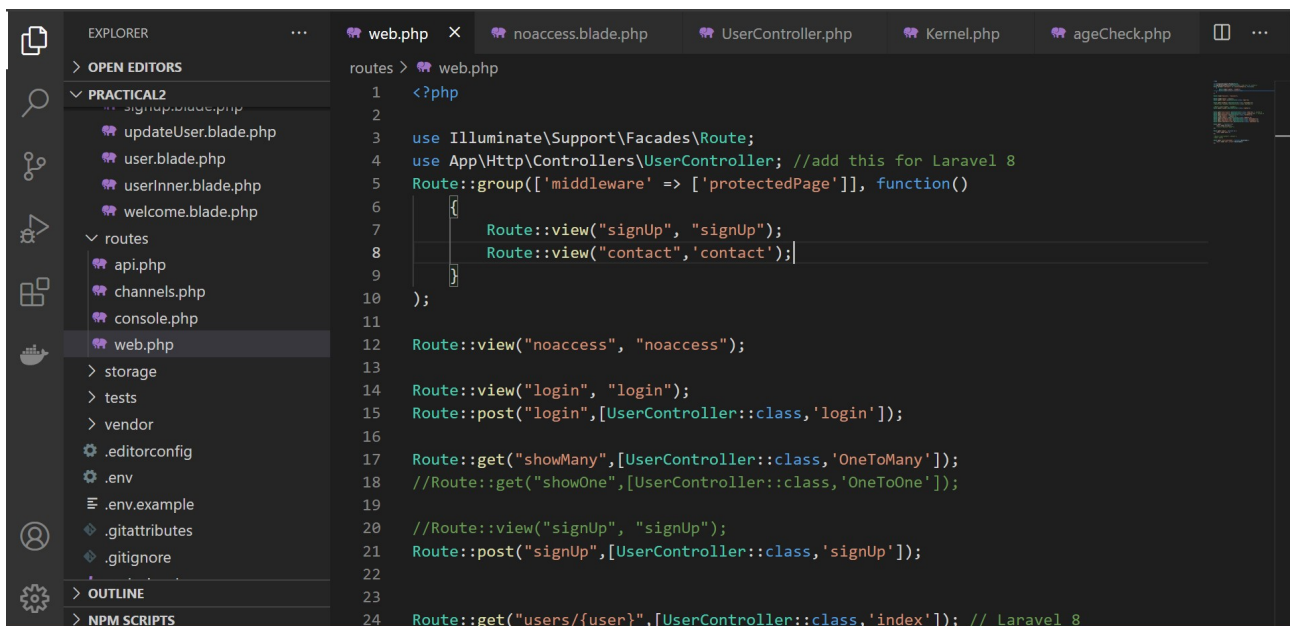 EXPLORER
...
web.php
noaccess.blade.php
UserController.php
Kernel.php
ageCheck.php
...
OPEN EDITORS
PRACTICAL2
signup.blade.php
updateUser.blade.php
user.blade.php
userInner.blade.php
welcome.blade.php
routes
api.php
channels.php
console.php
web.php
storage
tests
vendor
.editorconfig
.env
.env.example
.gitattributes
.gitignore
OUTLINE
NPM SCRIPTS
routes > web.php
1 <?php
2
3 use Illuminate\Support\Facades\Route;
4 use App\Http\Controllers\UserController; //add this for Laravel 8
5 Route::group(['middleware' => ['protectedPage']], function()
6 {
7 Route::view("signUp", "signUp");
8 Route::view("contact",'contact');
9 }
10 );
11
12 Route::view("noaccess", "noaccess");
13
14 Route::view("login", "login");
15 Route::post("login",[UserController::class,'login']);
16
17 Route::get("showMany",[UserController::class,'OneToMany']);
18 //Route::get("showOne",[UserController::class,'OneToOne']);
19
20 //Route::view("signUp", "signUp");
21 Route::post("signUp",[UserController::class,'signUp']);
22
23
24 Route::get("users/{user}",[UserController::class,'index']); // Laravel 8